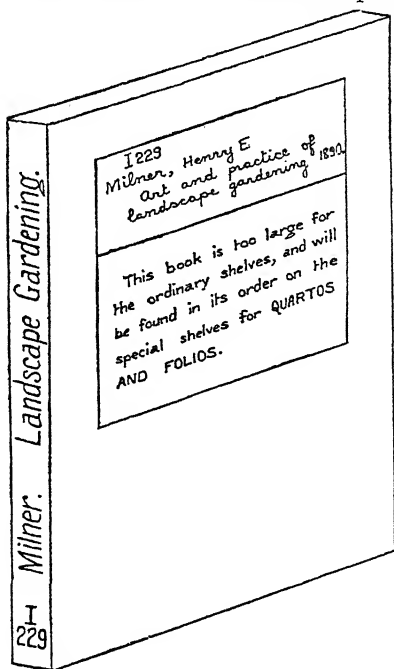 I229
Milner, Henry E
Art and practice of
landscape gardening 1890.
This book is too large for
the ordinary shelves, and will
be found in its order on the
special shelves for QUARTOS
AND FOLIOS.
Milner. Landscape Gardening.
I
229